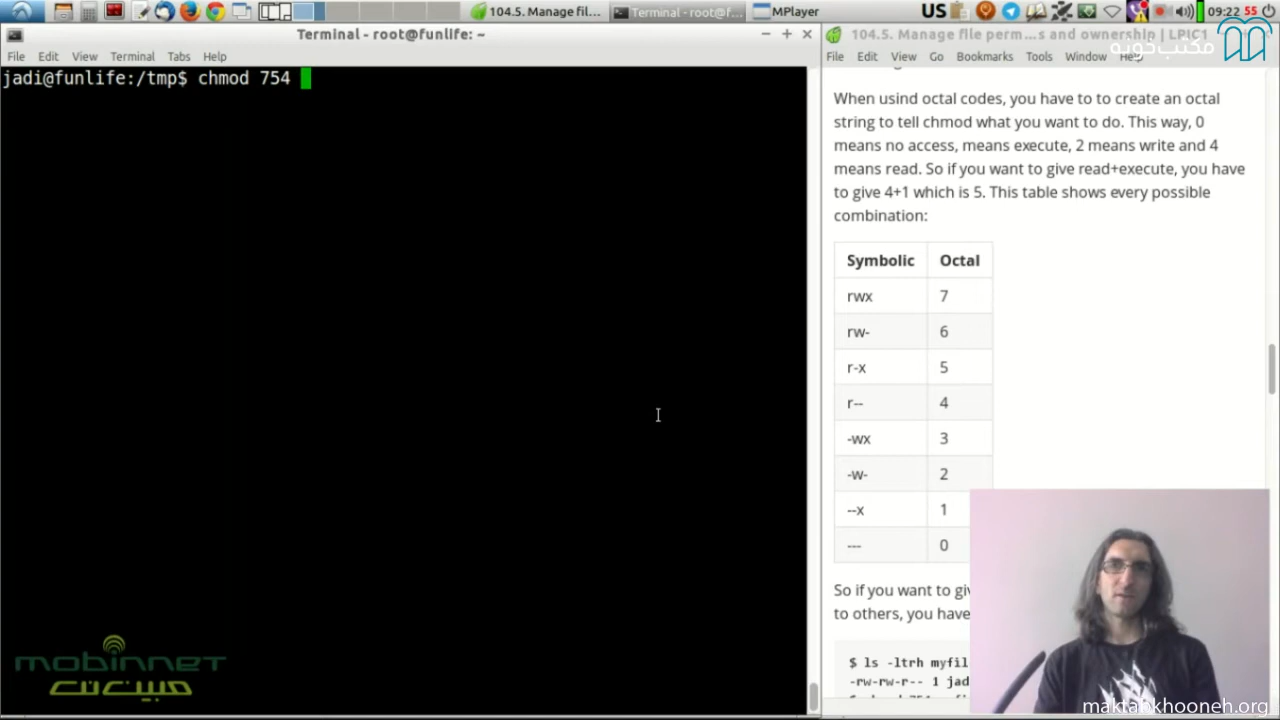 104.5. Manage fil...
Terminal - root@f...
MPlayer
US
09:22 55
Terminal - root@funlife: ~
104.5. Manage file perm...s and ownership | LPIC1
مکتب‌خونه
File Edit View Terminal Tabs Help
File Edit View Go Bookmarks Tools Window Help
jadi@funlife:/tmp$ chmod 754
When usind octal codes, you have to to create an octal
string to tell chmod what you want to do. This way, 0
means no access, means execute, 2 means write and 4
means read. So if you want to give read+execute, you have
to give 4+1 which is 5. This table shows every possible
combination:
Symbolic Octal
rwx 7
rw- 6
r-x 5
r-- 4
-wx 3
-w- 2
--x 1
--- 0
So if you want to giv
to others, you have
$ ls -ltrh myfil
-rw-rw-r-- 1 jad
mobinnet
مبین‌نت
maktabkhooneh.org